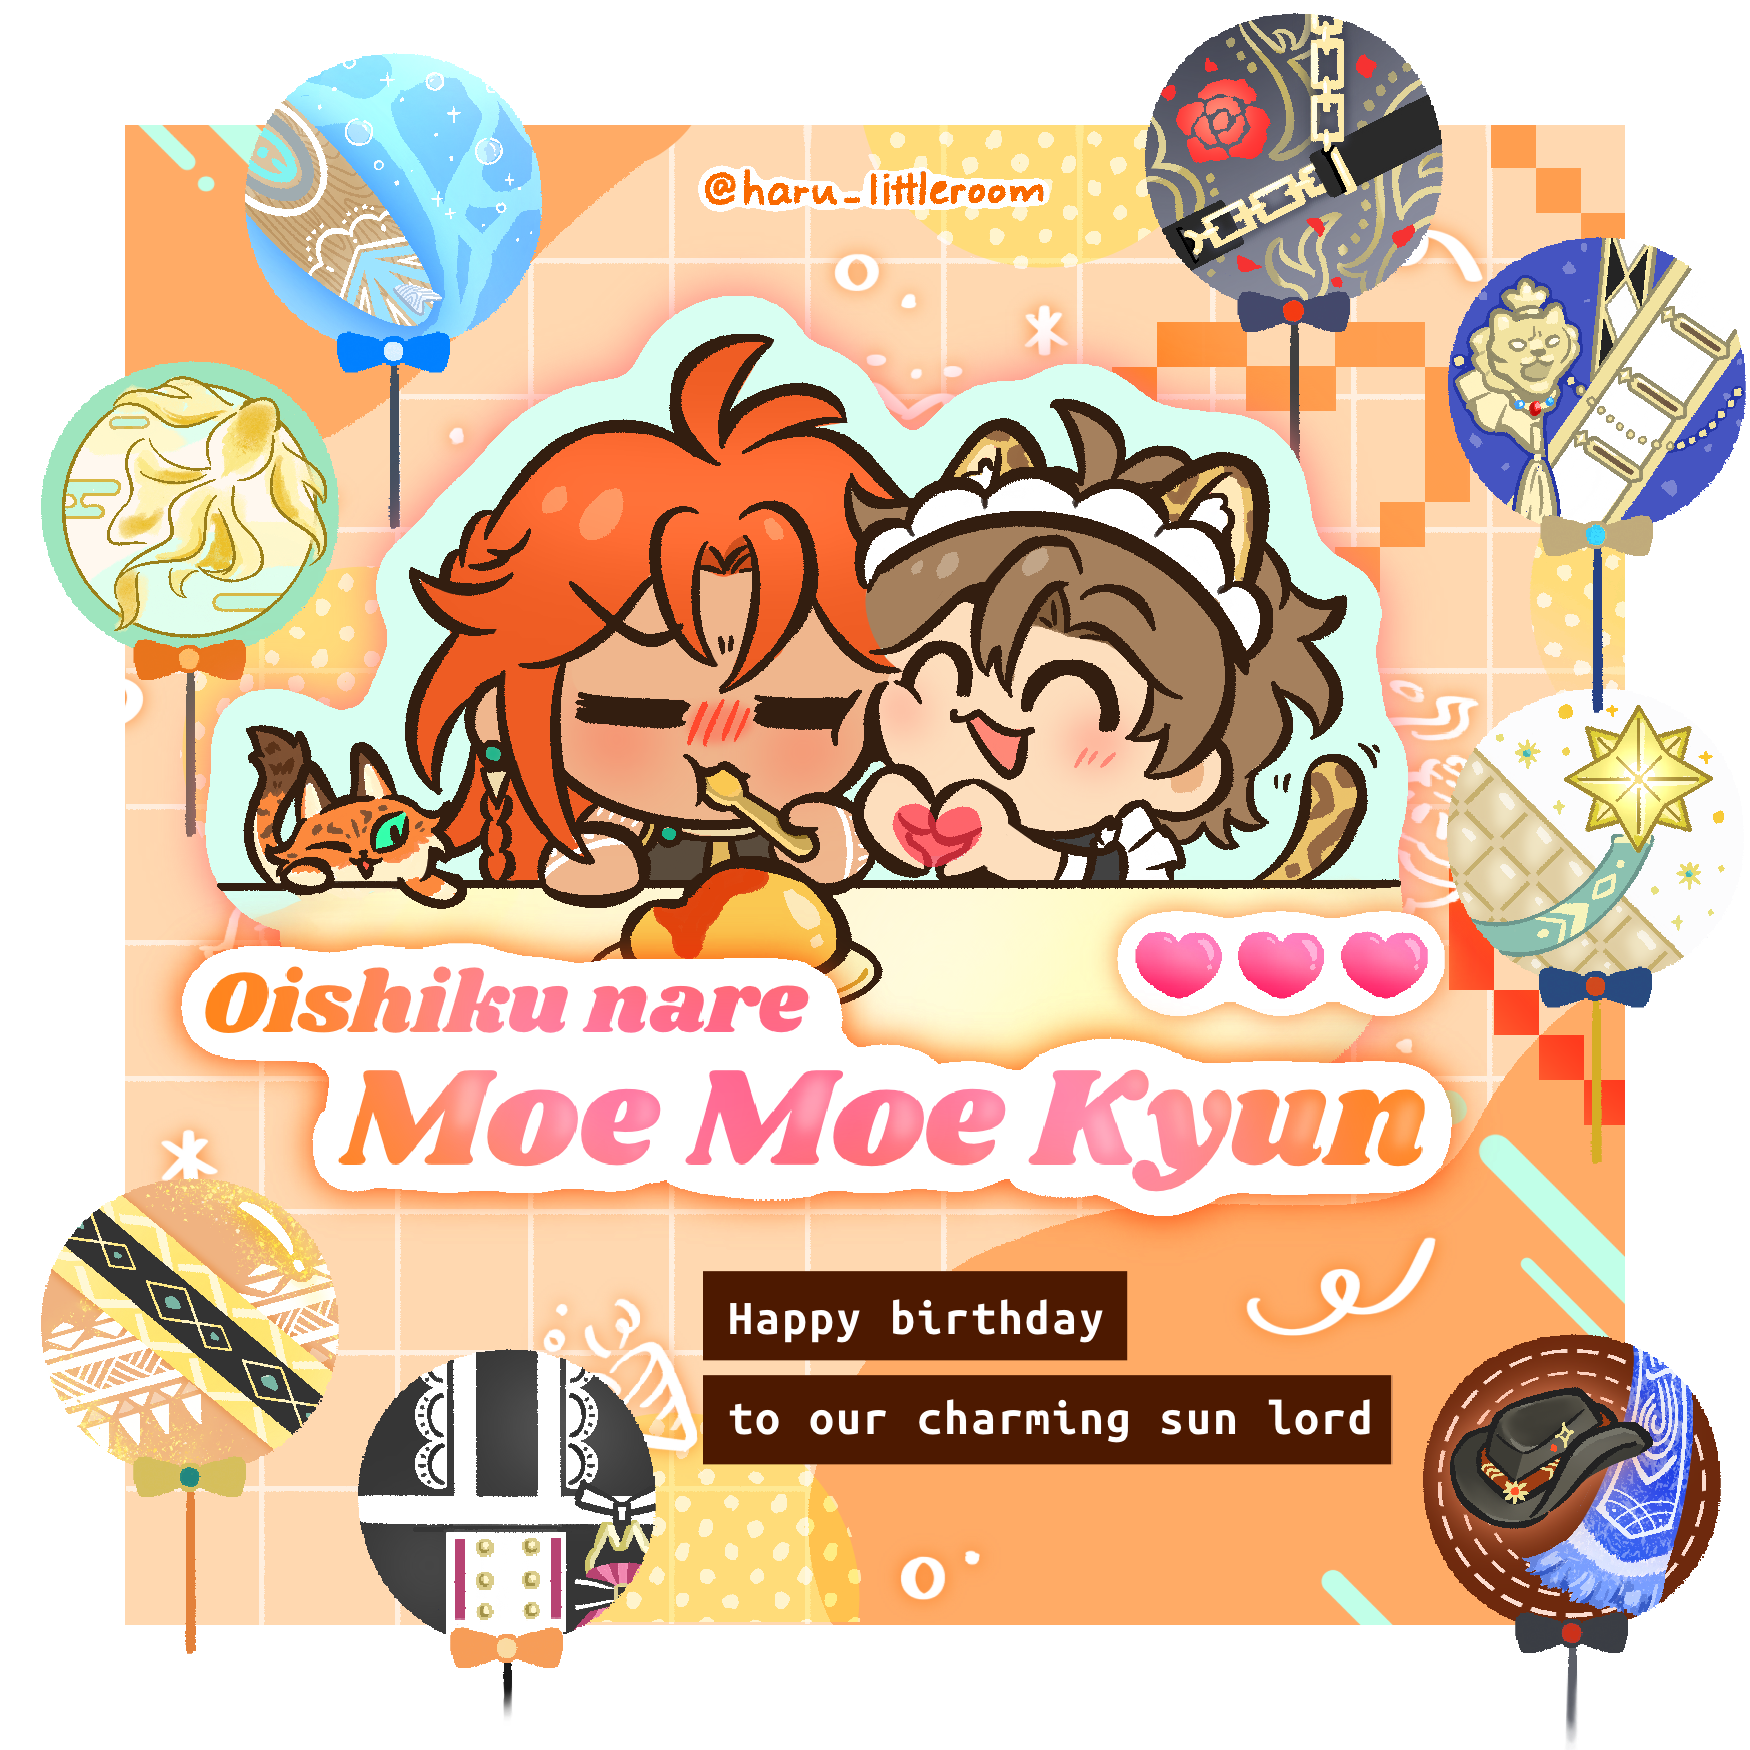 @haru_littleroom
Oishiku nare
Moe Moe Kyun
Happy birthday
to our charming sun lord